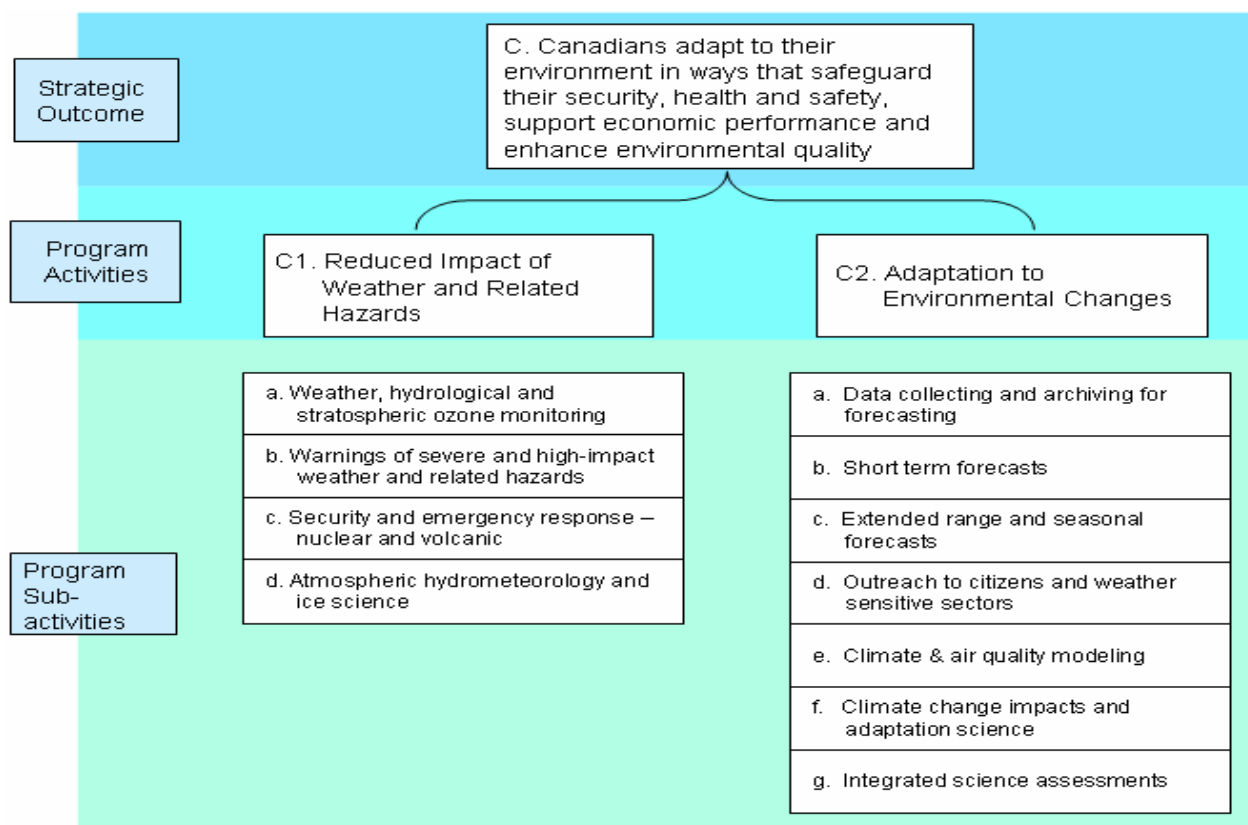 Strategic
Outcome
C. Canadians adapt to their
environment in ways that safeguard
their security, health and safety,
support economic performance and
enhance environmental quality
Program
Activities
C1. Reduced Impact of
Weather and Related
Hazards
C2. Adaptation to
Environmental Changes
Program
Sub-
activities
a. Weather, hydrological and
stratospheric ozone monitoring
b. Warnings of severe and high-impact
weather and related hazards
c. Security and emergency response –
nuclear and volcanic
d. Atmospheric hydrometeorology and
ice science
a. Data collecting and archiving for
forecasting
b. Short term forecasts
c. Extended range and seasonal
forecasts
d. Outreach to citizens and weather
sensitive sectors
e. Climate & air quality modeling
f. Climate change impacts and
adaptation science
g. Integrated science assessments